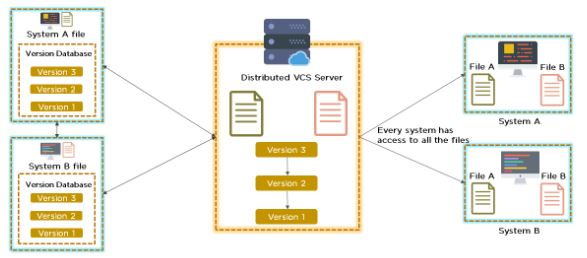 System A file
Version Database
Version 3
Version 2
Version 1
System B file
Version Database
Version 3
Version 2
Version 1
Distributed VCS Server
Version 3
Version 2
Version 1
Every system has
access to all the files
File A
File B
System A
File A
File B
System B